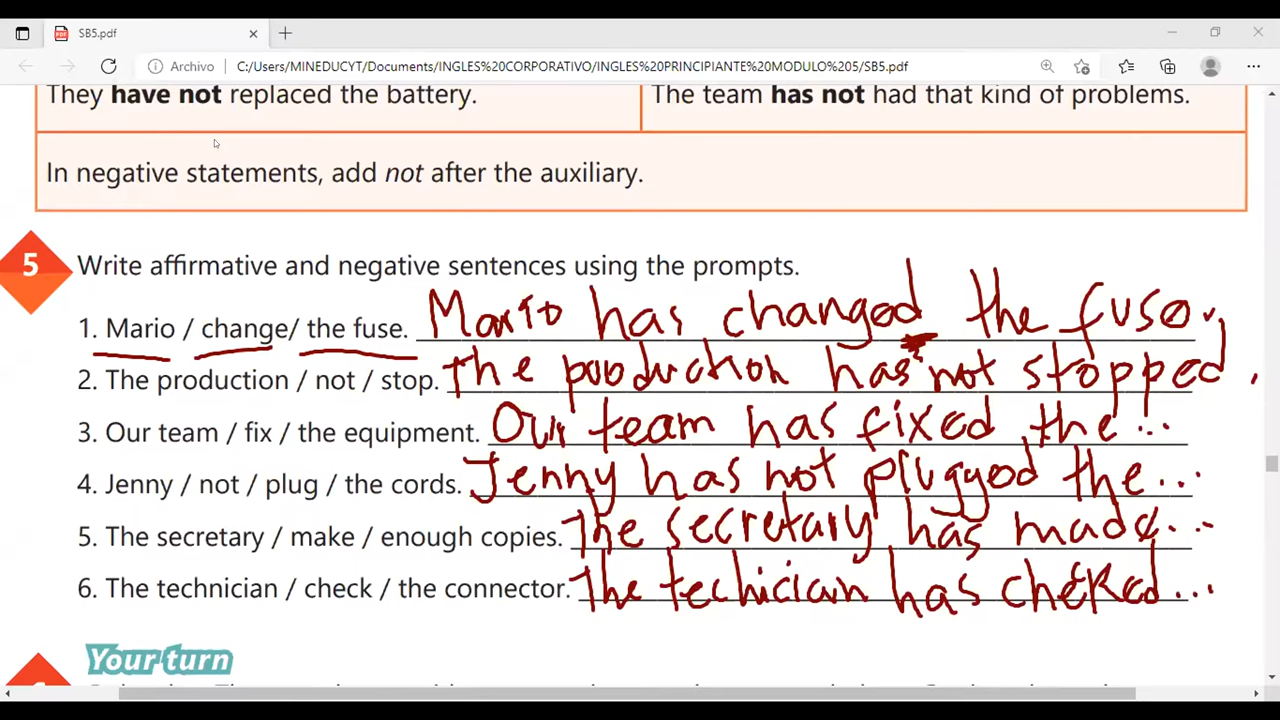 SB5.pdf
Archivo C:/Users/MINEDUCYT/Documents/INGLES%20CORPORATIVO/INGLES%20PRINCIPIANTE%20MODULO%205/SB5.pdf
They have not replaced the battery. The team has not had that kind of problems.
In negative statements, add not after the auxiliary.
5 Write affirmative and negative sentences using the prompts.
1. Mario / change/ the fuse. Mario has changed the fuse.
2. The production / not / stop. The production has not stopped.
3. Our team / fix / the equipment. Our team has fixed the ...
4. Jenny / not / plug / the cords. Jenny has not plugged the ...
5. The secretary / make / enough copies. The secretary has made ...
6. The technician / check / the connector. The techician has cheked ...
Your turn